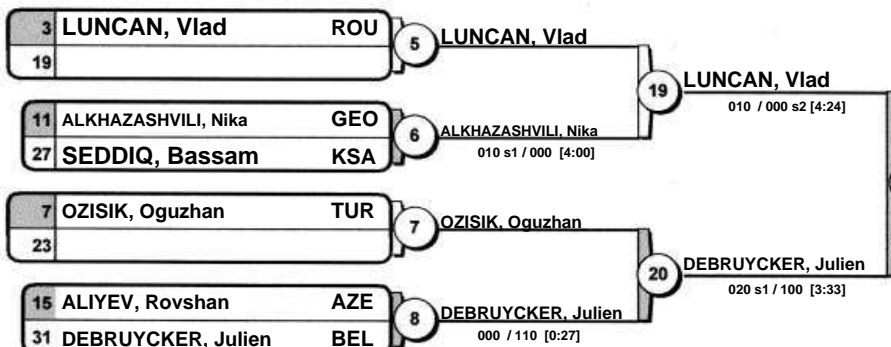 3 LUNCAN, Vlad ROU
19
5
LUNCAN, Vlad
11 ALKHAZASHVILI, Nika GEO
27 SEDDIQ, Bassam KSA
6
ALKHAZASHVILI, Nika
010 s1 / 000 [4:00]
19
LUNCAN, Vlad
010 / 000 s2 [4:24]
7 OZISIK, Oguzhan TUR
23
7
OZISIK, Oguzhan
15 ALIYEV, Rovshan AZE
31 DEBRUYCKER, Julien BEL
8
DEBRUYCKER, Julien
000 / 110 [0:27]
20
DEBRUYCKER, Julien
020 s1 / 100 [3:33]